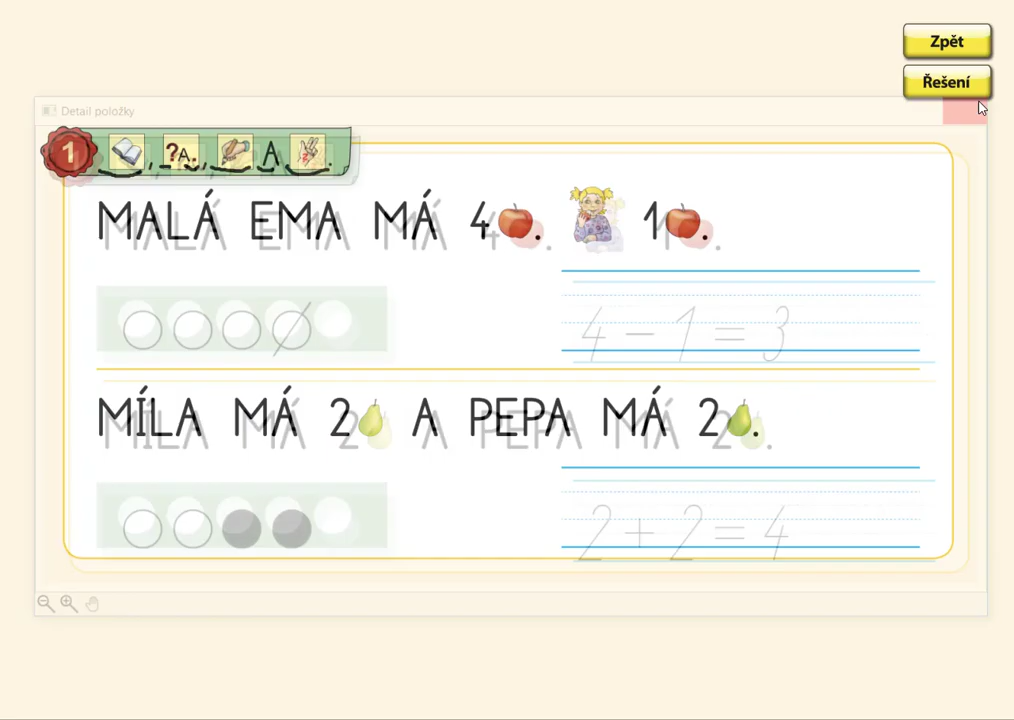 Zpět
Řešení
Detail položky
1 , ?A. , A .
MALÁ EMA MÁ 4 . 1 .
4 − 1 = 3
MÍLA MÁ 2 A PEPA MÁ 2 .
2 + 2 = 4